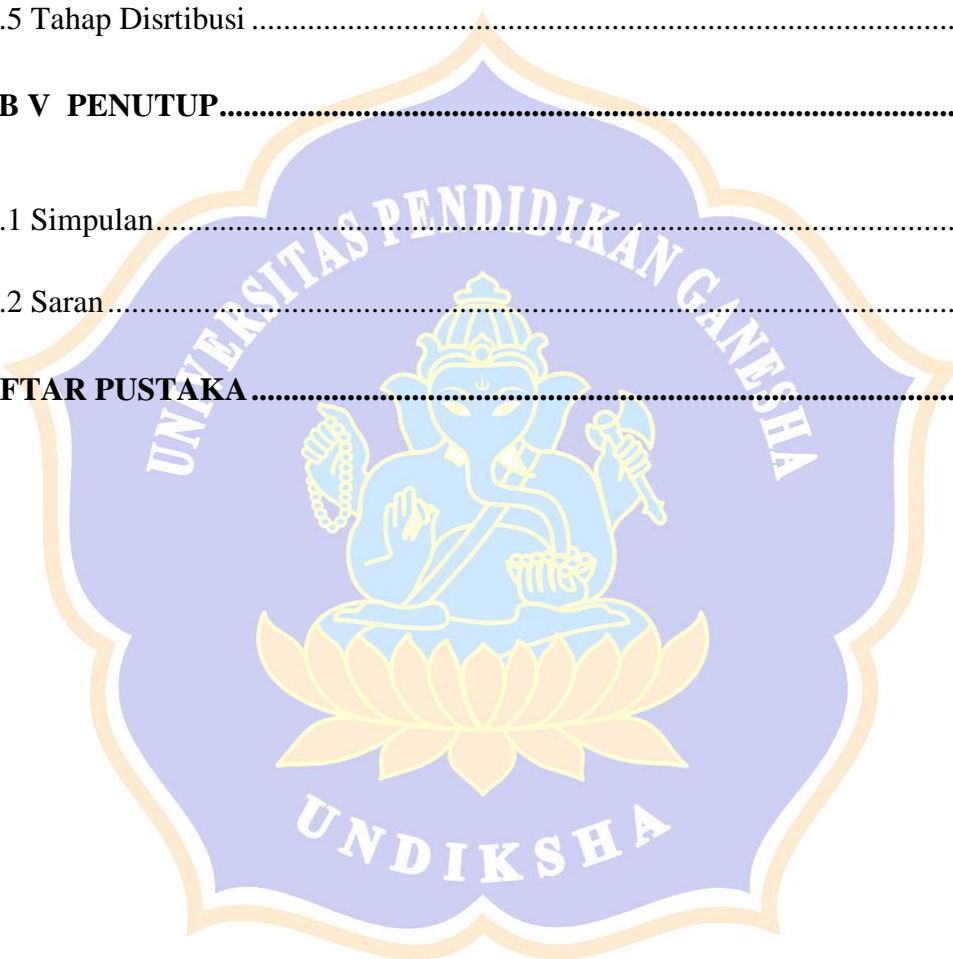 .5 Tahap Disrtibusi ........................................................................................
B V  PENUTUP............................................................................................
.1 Simpulan....................................................................................................
.2 Saran..........................................................................................................
FTAR PUSTAKA.........................................................................................
UNIVERSITAS PENDIDIKAN GANESHA
UNDIKSHA